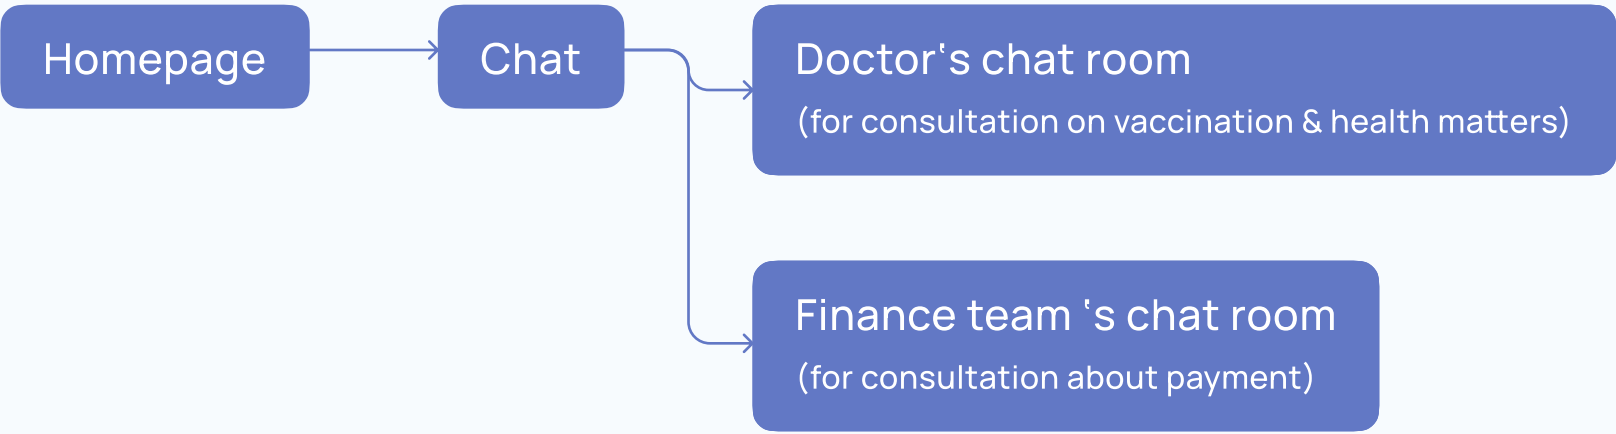 Homepage
Chat
Doctor‛s chat room
(for consultation on vaccination & health matters)
Finance team ‛s chat room
(for consultation about payment)